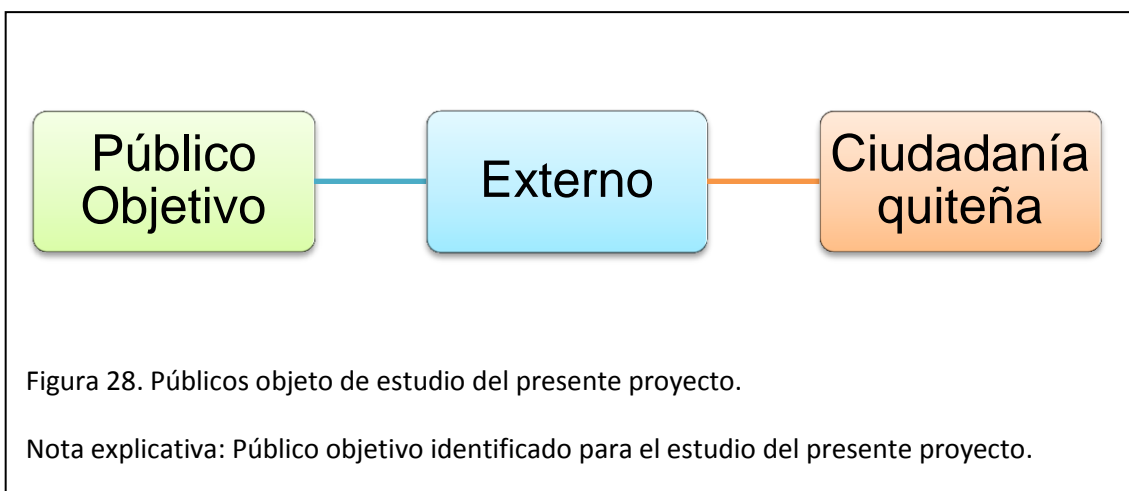 Público
Objetivo
Externo
Ciudadanía
quiteña
Figura 28. Públicos objeto de estudio del presente proyecto.
Nota explicativa: Público objetivo identificado para el estudio del presente proyecto.